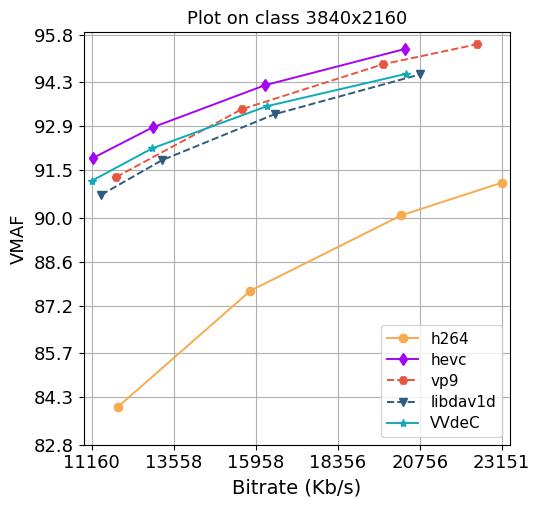 Plot on class 3840x2160
95.8
94.3
92.9
91.5
90.0
88.6
87.2
85.7
84.3
82.8
VMAF
h264
hevc
vp9
libdav1d
VVdeC
11160 13558 15958 18356 20756 23151
Bitrate (Kb/s)